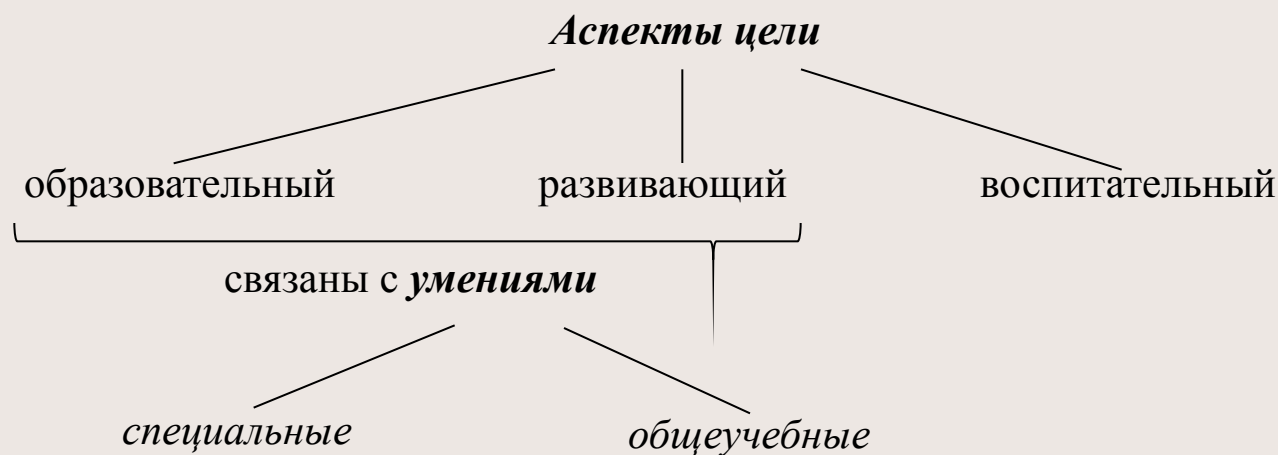 Аспекты цели
образовательный развивающий воспитательный
связаны с умениями
специальные общеучебные